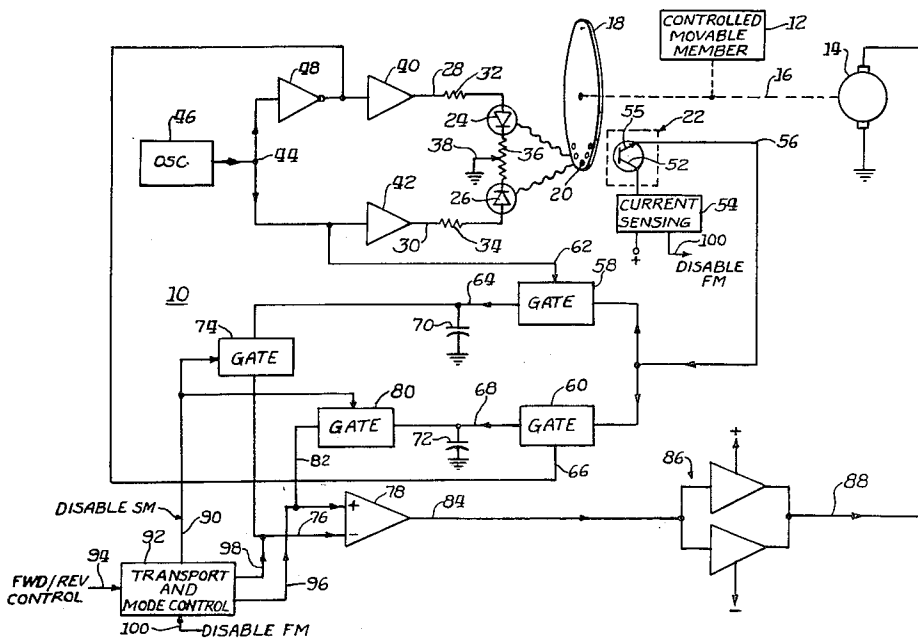 48
40
28
32
18
CONTROLLED
MOVABLE
MEMBER
12
14
46
OSC.
44
24
38
36
16
22
55
56
52
26
20
42
30
34
CURRENT
SENSING
54
+
100
DISABLE
FM
62
58
10
64
GATE
74
70
GATE
80
68
60
GATE
72
GATE
82
66
78
+
-
84
86
+
88
-
DISABLE SM
90
76
92
98
96
94
FWD/REV
CONTROL
TRANSPORT
AND
MODE CONTROL
100
DISABLE FM